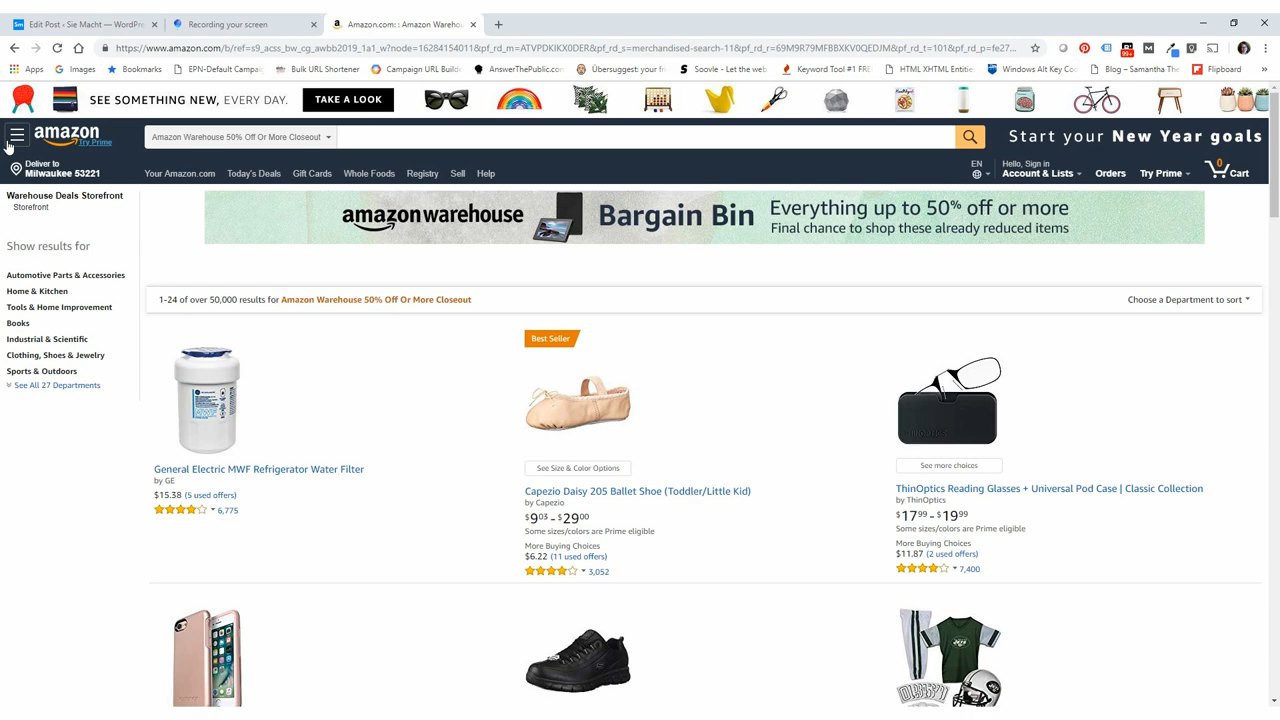 Edit Post ‹ Sie Macht — WordPre
Recording your screen
Amazon.com: : Amazon Warehou
https://www.amazon.com/b/ref=s9_acss_bw_cg_awbb2019_1a1_w?node=16284154011&pf_rd_m=ATVPDKIKX0DER&pf_rd_s=merchandised-search-11&pf_rd_r=69M9R79MFBBXKV0QEDJM&pf_rd_t=101&pf_rd_p=fe27...
99+
Apps
Images
Bookmarks
EPN-Default Campai
Bulk URL Shortener
Campaign URL Build
AnswerThePublic.com
Übersuggest: your fr
Soovle - Let the web
Keyword Tool #1 FRE
HTML XHTML Entitie
Windows Alt Key Co
Blog – Samantha The
Flipboard
SEE SOMETHING NEW, EVERY DAY.
TAKE A LOOK
amazon
Try Prime
Amazon Warehouse 50% Off Or More Closeout
Start your New Year goals
Deliver to
Milwaukee 53221
Your Amazon.com
Today's Deals
Gift Cards
Whole Foods
Registry
Sell
Help
EN
Hello, Sign in
Account & Lists
Orders
Try Prime
0
Cart
Warehouse Deals Storefront
Storefront
Show results for
Automotive Parts & Accessories
Home & Kitchen
Tools & Home Improvement
Books
Industrial & Scientific
Clothing, Shoes & Jewelry
Sports & Outdoors
See All 27 Departments
amazonwarehouse
Bargain Bin
Everything up to 50% off or more
Final chance to shop these already reduced items
1-24 of over 50,000 results for Amazon Warehouse 50% Off Or More Closeout
Choose a Department to sort
General Electric MWF Refrigerator Water Filter
by GE
$15.38 (5 used offers)
6,775
Best Seller
See Size & Color Options
Capezio Daisy 205 Ballet Shoe (Toddler/Little Kid)
by Capezio
$9.03 - $29.00
Some sizes/colors are Prime eligible
More Buying Choices
$6.22 (11 used offers)
3,052
See more choices
ThinOptics Reading Glasses + Universal Pod Case | Classic Collection
by ThinOptics
$17.99 - $19.99
Some sizes/colors are Prime eligible
More Buying Choices
$11.87 (2 used offers)
7,400
JETS